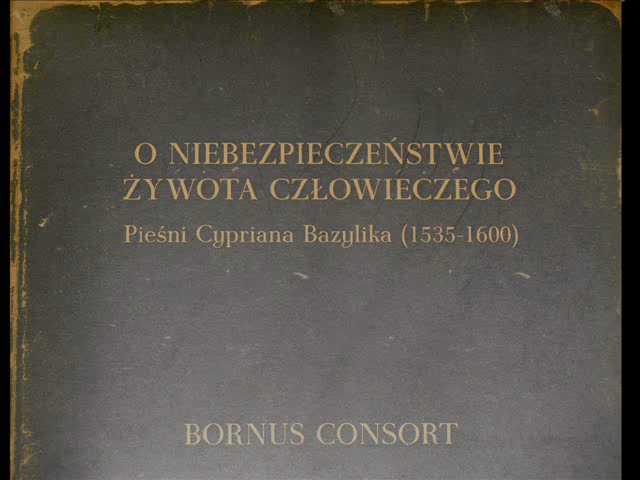 O NIEBEZPIECZEŃSTWIE
ŻYWOTA CZŁOWIECZEGO
Pieśni Cypriana Bazylika (1535-1600)
BORNUS CONSORT